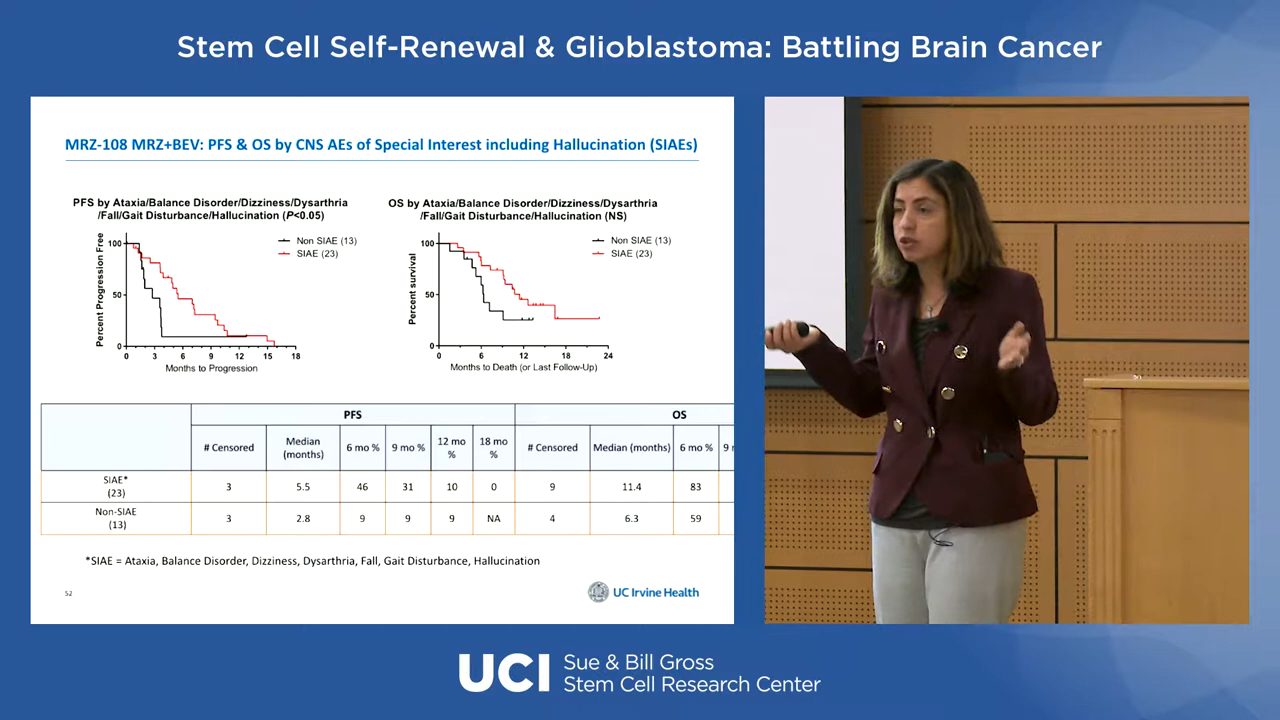 Stem Cell Self-Renewal & Glioblastoma: Battling Brain Cancer
MRZ-108 MRZ+BEV: PFS & OS by CNS AEs of Special Interest including Hallucination (SIAEs)
PFS by Ataxia/Balance Disorder/Dizziness/Dysarthria
/Fall/Gait Disturbance/Hallucination (P<0.05)
Percent Progression Free
100
50
0
Non SIAE (13)
SIAE (23)
0 3 6 9 12 15 18
Months to Progression
OS by Ataxia/Balance Disorder/Dizziness/Dysarthria
/Fall/Gait Disturbance/Hallucination (NS)
Percent survival
100
50
0
Non SIAE (13)
SIAE (23)
0 6 12 18 24
Months to Death (or Last Follow-Up)
PFS OS
# Censored Median (months) 6 mo % 9 mo % 12 mo % 18 mo % # Censored Median (months) 6 mo % 9 m
SIAE* (23) 3 5.5 46 31 10 0 9 11.4 83
Non-SIAE (13) 3 2.8 9 9 9 NA 4 6.3 59
*SIAE = Ataxia, Balance Disorder, Dizziness, Dysarthria, Fall, Gait Disturbance, Hallucination
52
UC Irvine Health
UCI Sue & Bill Gross
Stem Cell Research Center